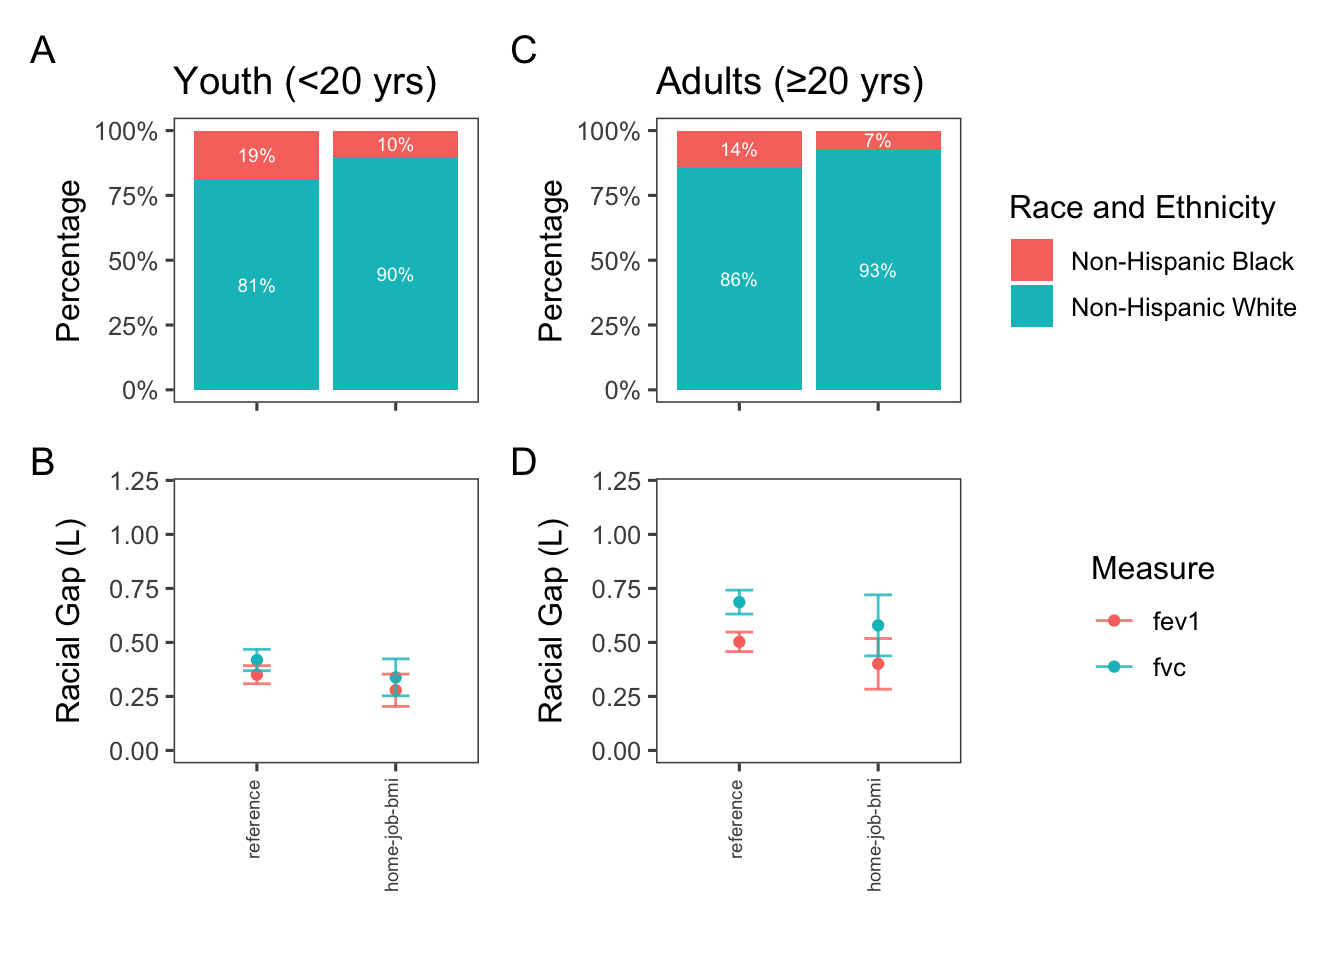 A
Youth (<20 yrs)
Percentage
100%
75%
50%
25%
0%
19%
10%
81%
90%
C
Adults (≥20 yrs)
Percentage
100%
75%
50%
25%
0%
14%
7%
86%
93%
Race and Ethnicity
Non-Hispanic Black
Non-Hispanic White
B
Racial Gap (L)
1.25
1.00
0.75
0.50
0.25
0.00
reference
home-job-bmi
D
Racial Gap (L)
1.25
1.00
0.75
0.50
0.25
0.00
reference
home-job-bmi
Measure
fev1
fvc